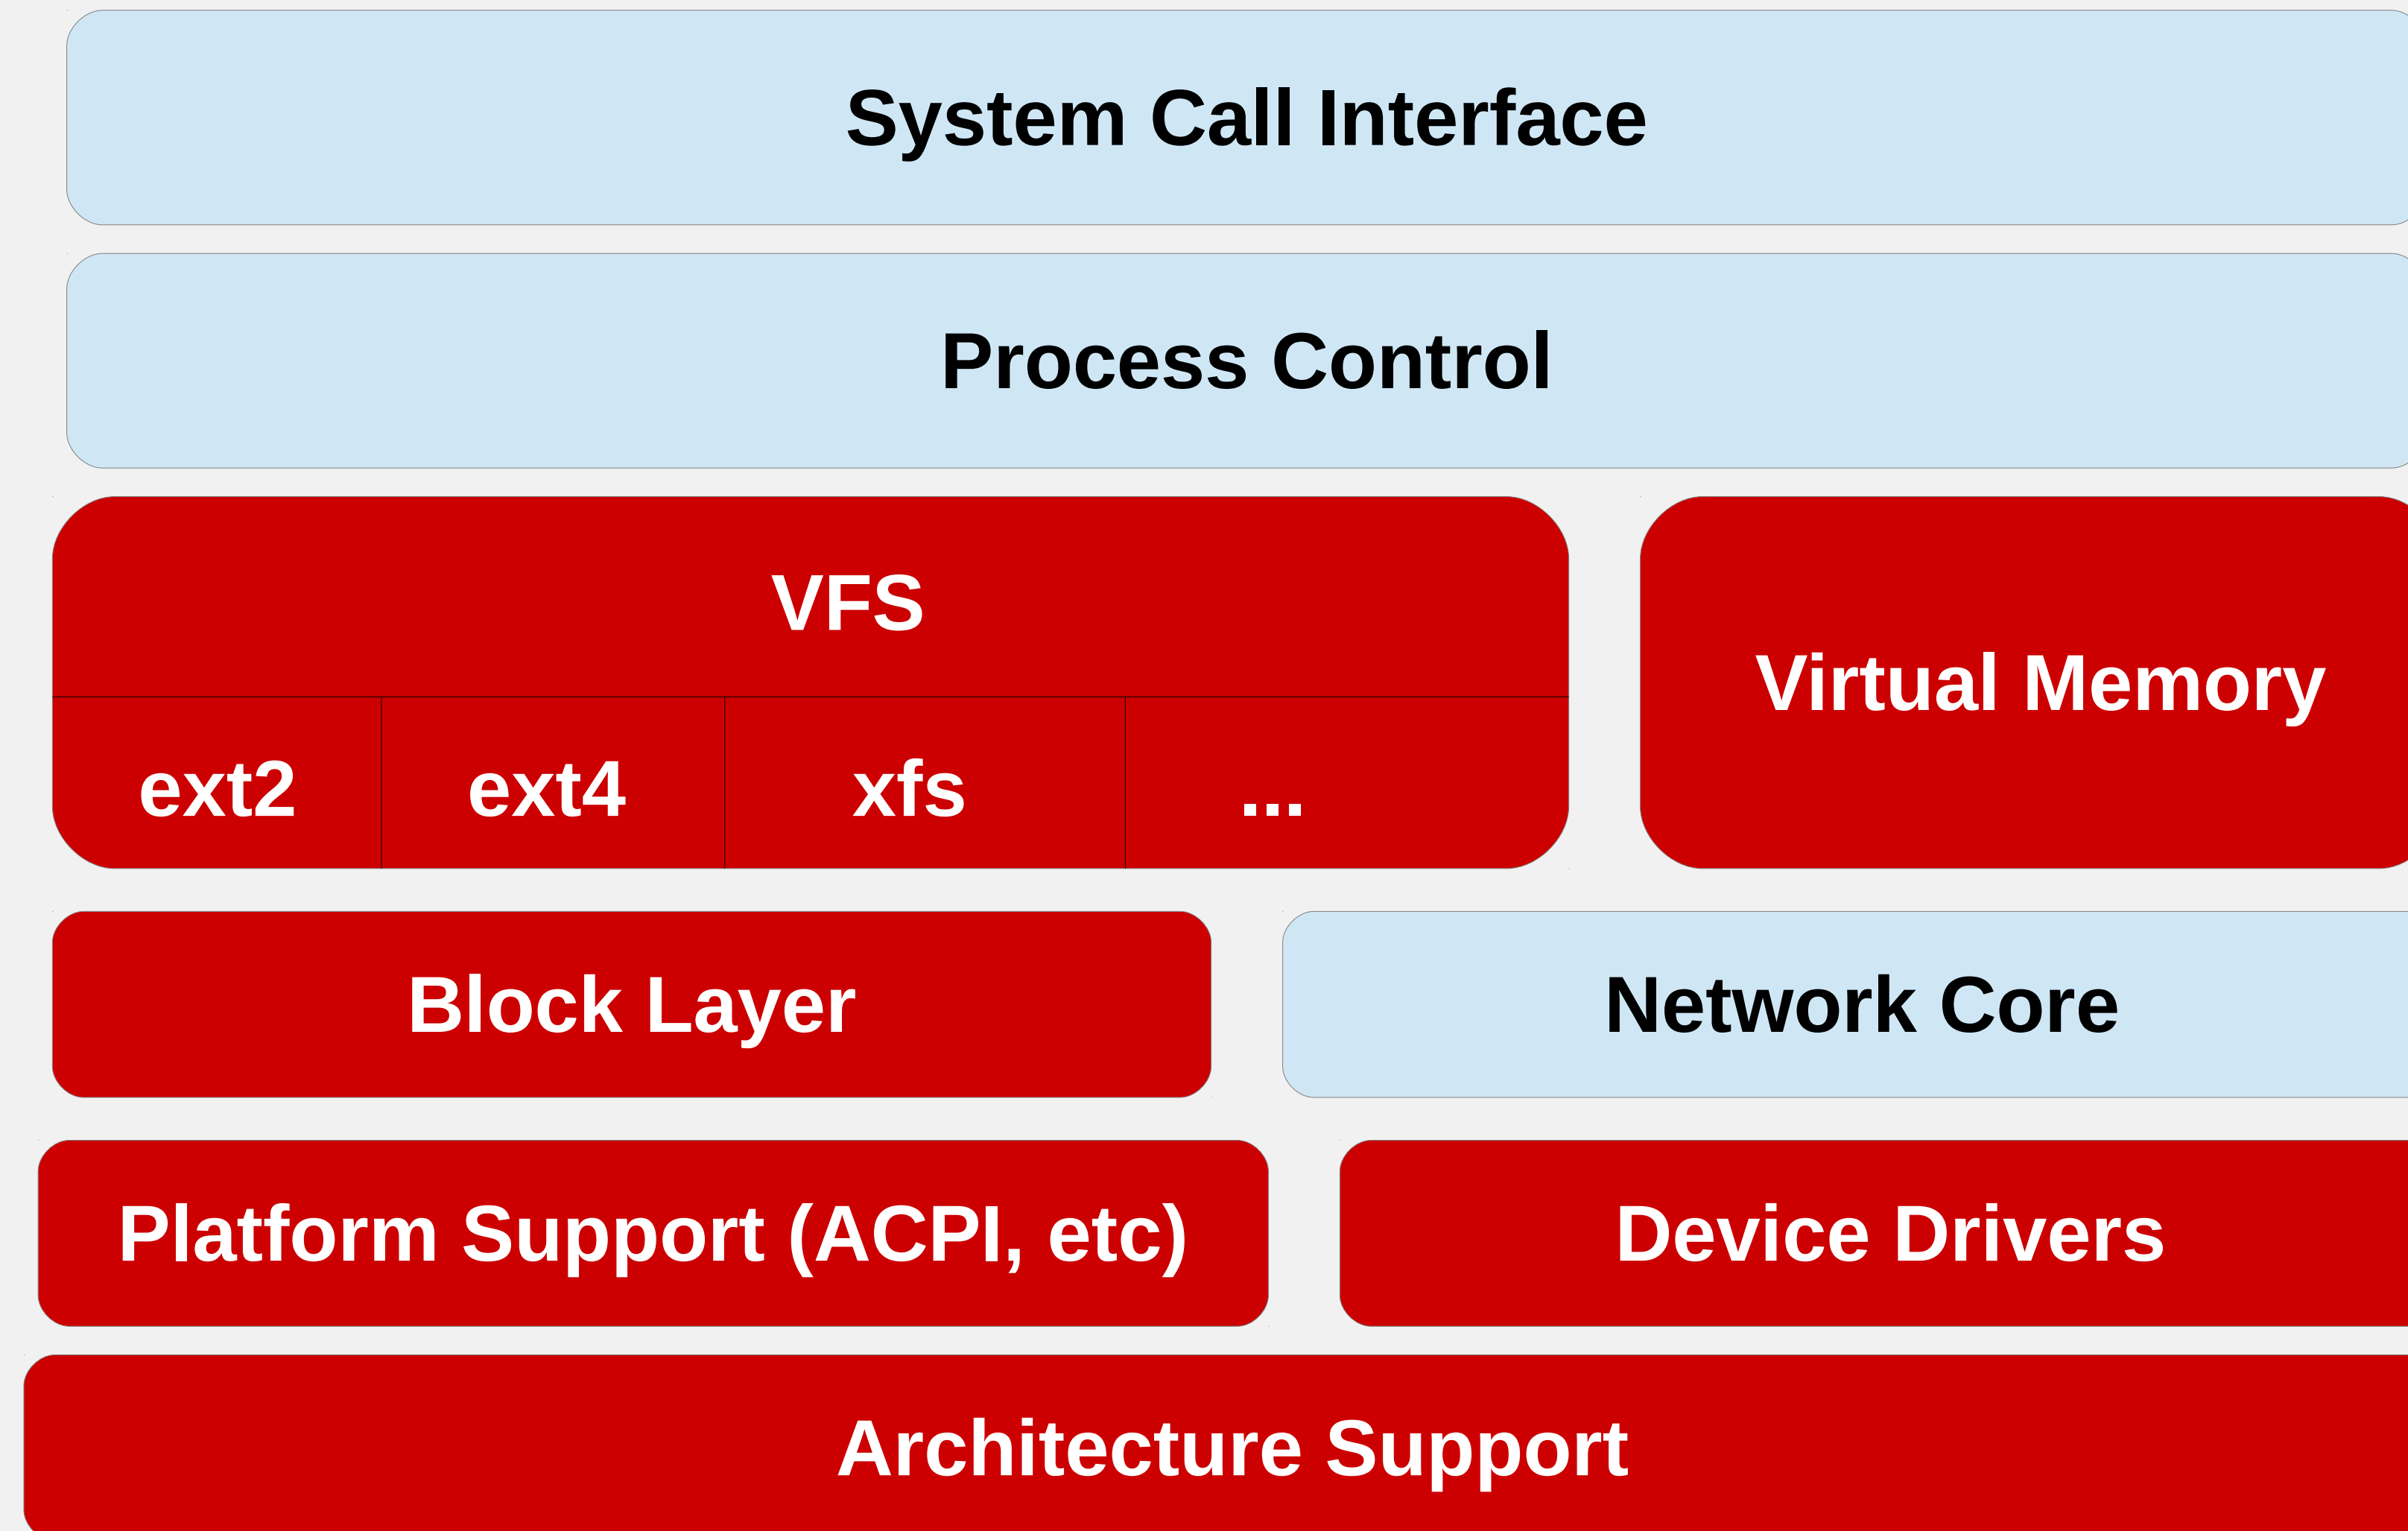 System Call Interface
Process Control
VFS
Virtual Memory
ext2 ext4 xfs ...
Block Layer
Network Core
Platform Support (ACPI, etc)
Device Drivers
Architecture Support